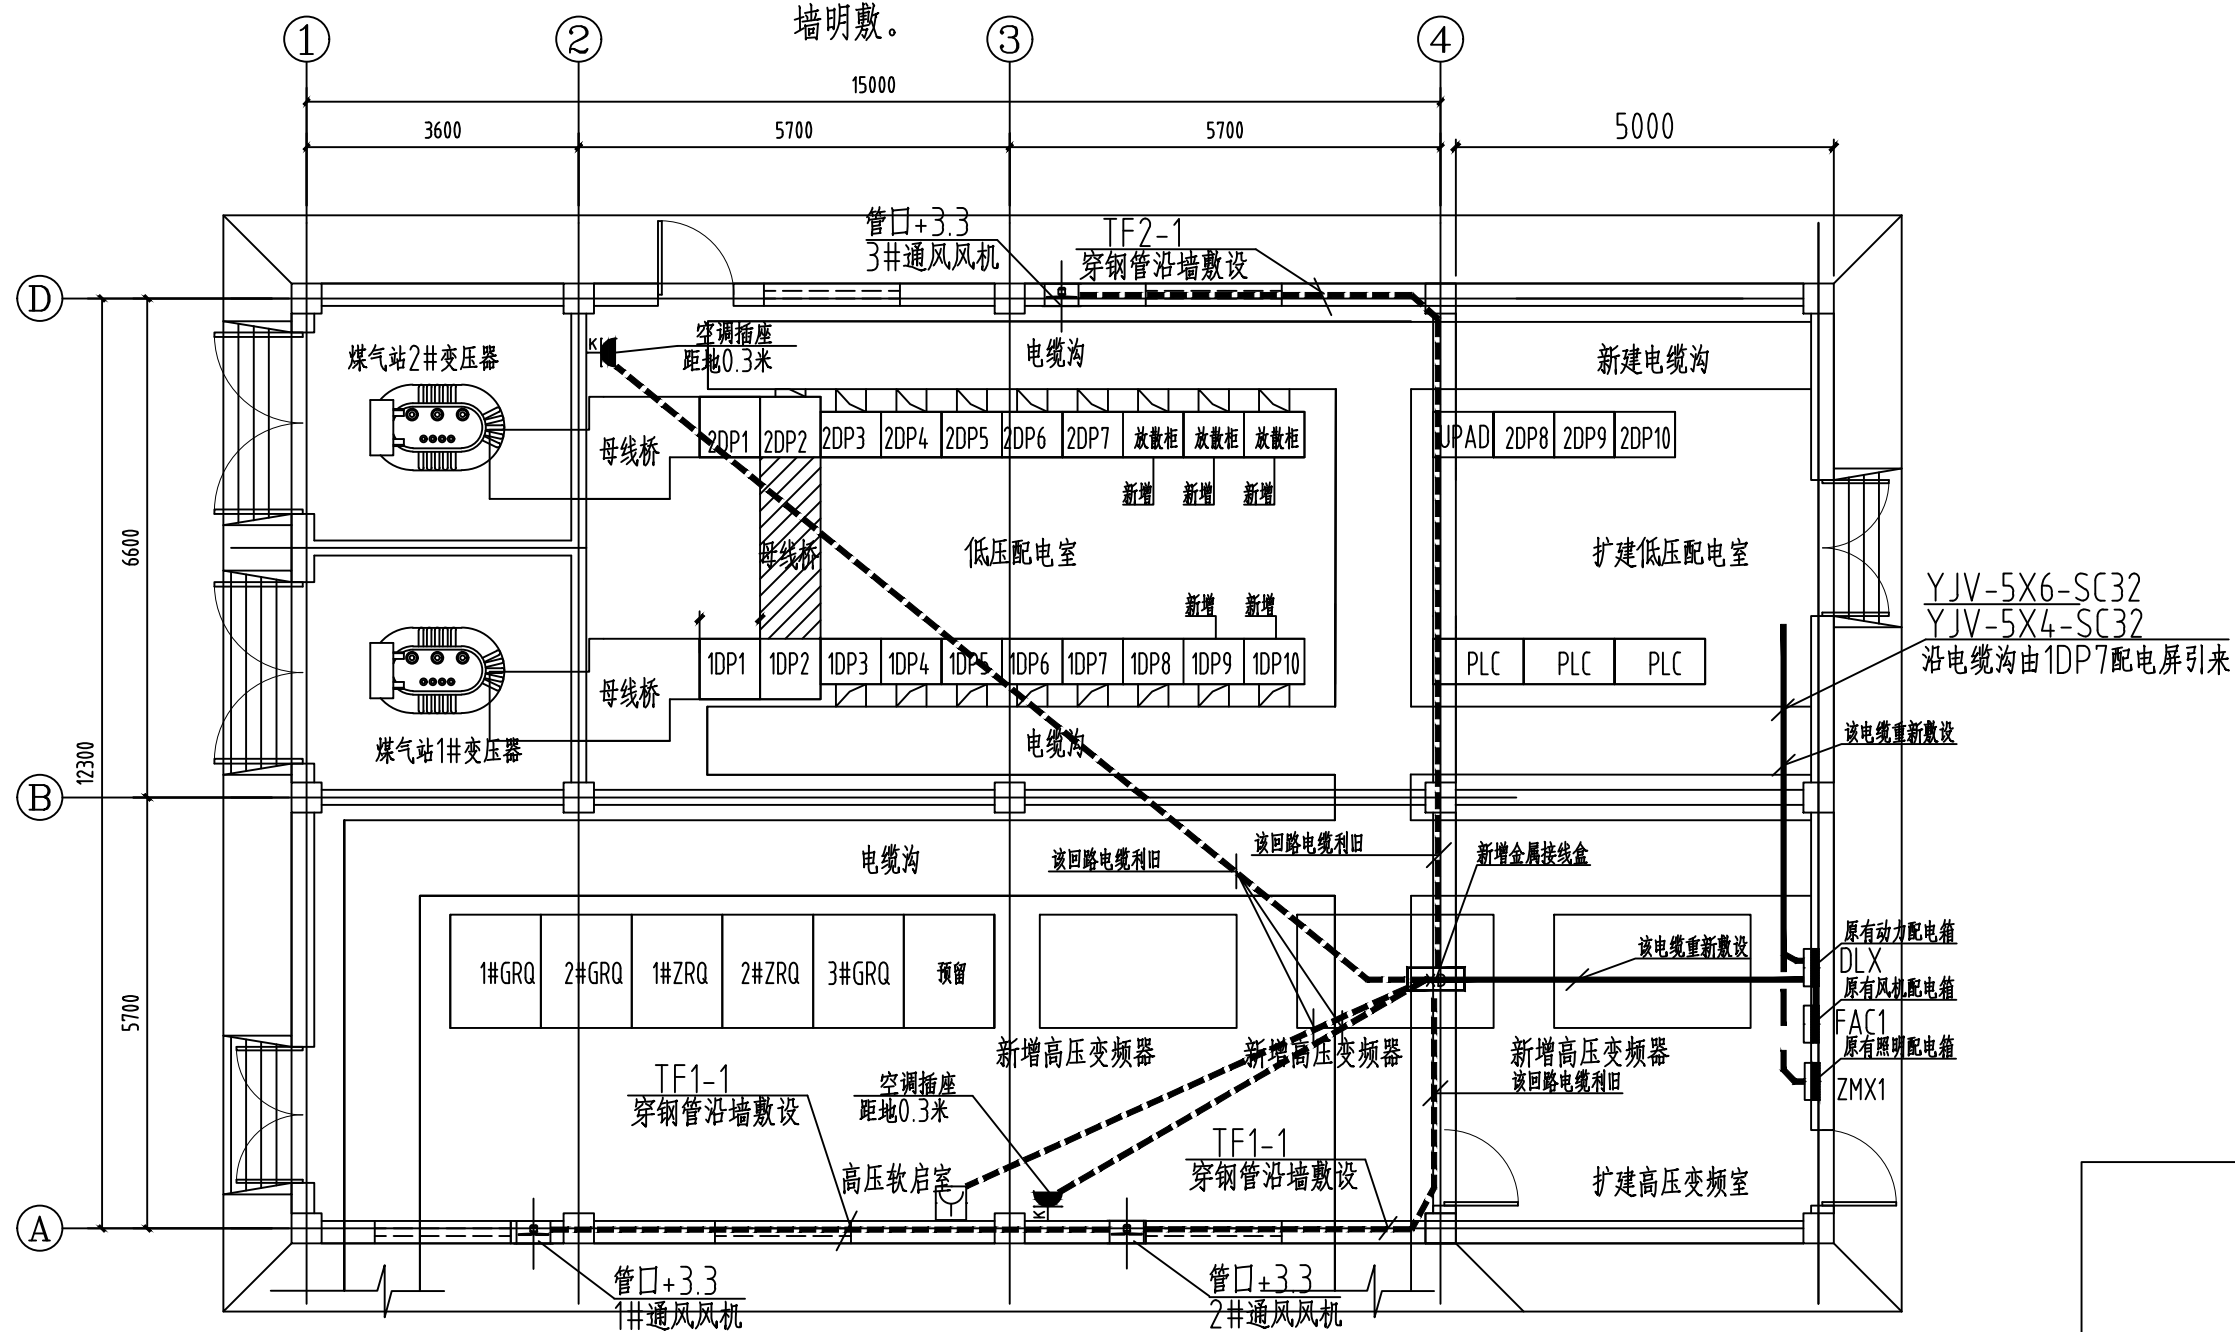 墙明敷。
1
2
3
4
15000
3600
5700
5700
5000
管口+3.3
3#通风风机
TF2-1
穿钢管沿墙敷设
D
煤气站2#变压器
K
空调插座
距地0.3米
电缆沟
新建电缆沟
母线桥
2DP1
2DP2
2DP3
2DP4
2DP5
2DP6
2DP7
放散柜
放散柜
放散柜
UPAD
2DP8
2DP9
2DP10
新增
新增
新增
6600
母线桥
低压配电室
扩建低压配电室
YJV-5X6-SC32
YJV-5X4-SC32
沿电缆沟由1DP7配电屏引来
新增
新增
母线桥
1DP1
1DP2
1DP3
1DP4
1DP5
1DP6
1DP7
1DP8
1DP9
1DP10
PLC
PLC
PLC
煤气站1#变压器
12300
电缆沟
该电缆重新敷设
B
电缆沟
该回路电缆利旧
该回路电缆利旧
新增金属接线盒
1#GRQ
2#GRQ
1#ZRQ
2#ZRQ
3#GRQ
预留
该电缆重新敷设
原有动力配电箱
DLX
原有风机配电箱
FAC1
原有照明配电箱
ZMX1
5700
新增高压变频器
新增高压变频器
新增高压变频器
该回路电缆利旧
TF1-1
穿钢管沿墙敷设
空调插座
距地0.3米
TF1-1
穿钢管沿墙敷设
高压软启室
扩建高压变频室
K
A
管口+3.3
1#通风风机
管口+3.3
2#通风风机